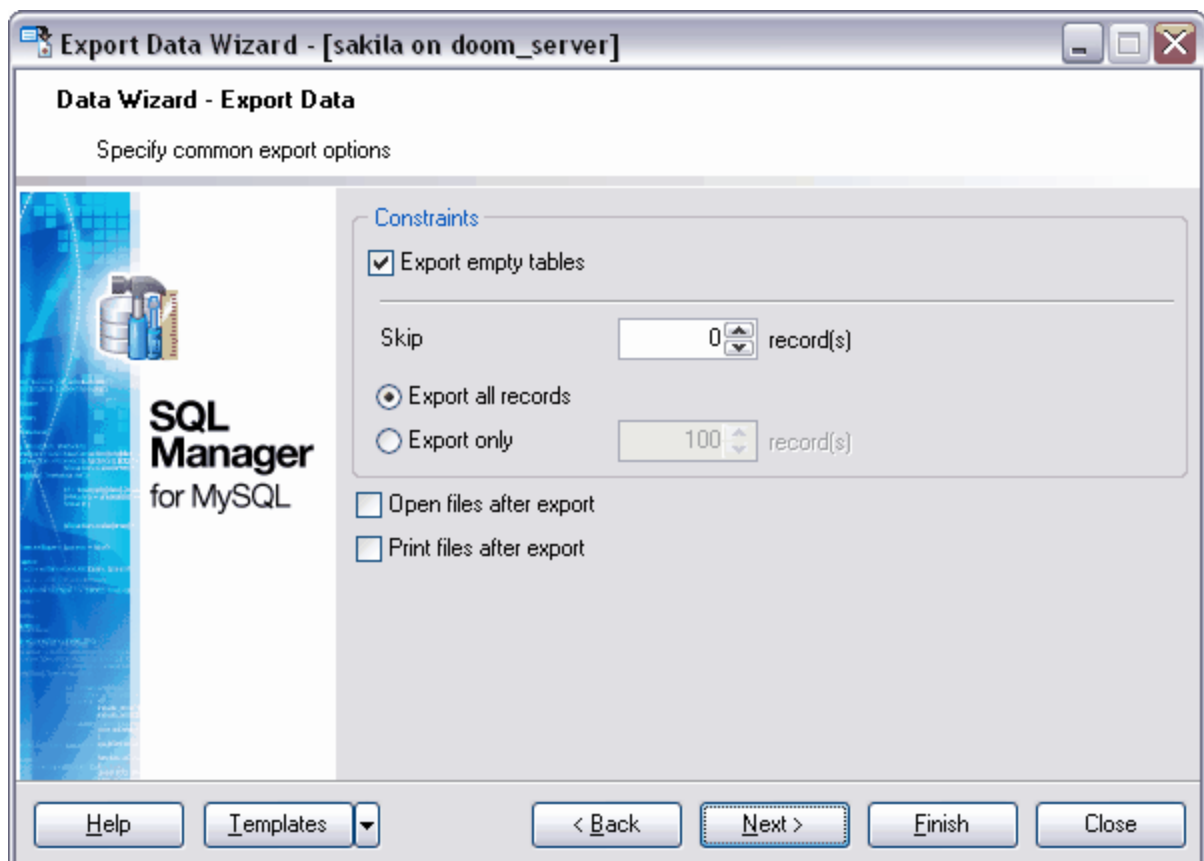 Export Data Wizard - [sakila on doom_server]
Data Wizard - Export Data
Specify common export options
SQL
Manager
for MySQL
Constraints
Export empty tables
Skip 0 record(s)
Export all records
Export only 100 record(s)
Open files after export
Print files after export
Help Templates < Back Next > Finish Close